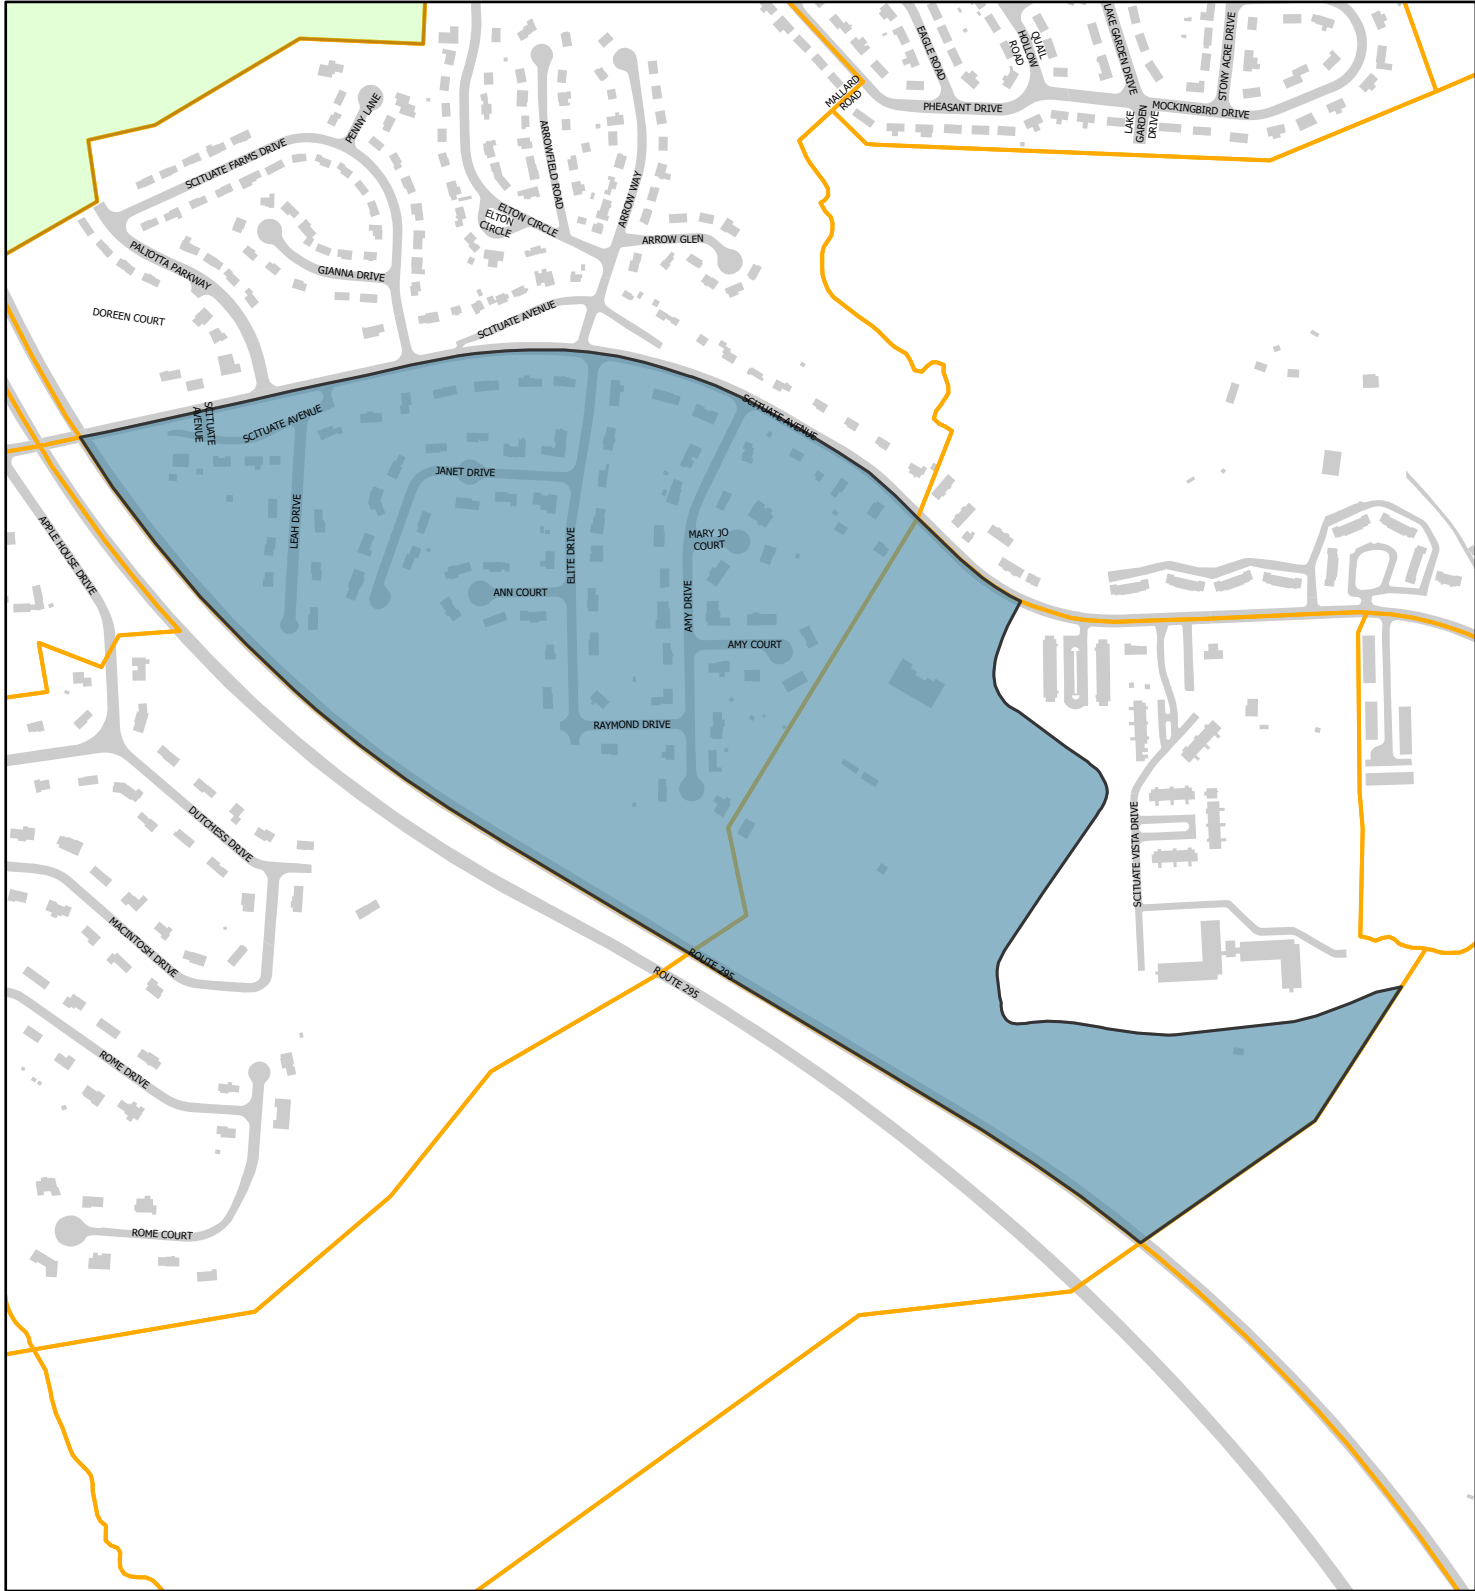 EAGLE ROAD
QUAIL
HOLLOW
ROAD
LAKE GARDEN DRIVE
STONY ACRE DRIVE
MALLARD
ROAD
PHEASANT DRIVE
MOCKINGBIRD DRIVE
LAKE
GARDEN
DRIVE
PENNY LANE
SCITUATE FARMS DRIVE
ARROWFIELD ROAD
ARROW WAY
ELTON CIRCLE
ELTON
CIRCLE
ARROW GLEN
PALIOTTA PARKWAY
GIANNA DRIVE
DOREEN COURT
SCITUATE AVENUE
SCITUATE
AVENUE
SCITUATE AVENUE
SCITUATE AVENUE
JANET DRIVE
LEAH DRIVE
APPLE HOUSE DRIVE
ELITE DRIVE
MARY JO
COURT
ANN COURT
AMY DRIVE
AMY COURT
RAYMOND DRIVE
DUTCHESS DRIVE
SCITUATE VISTA DRIVE
MACINTOSH DRIVE
ROUTE 295
ROUTE 295
ROME DRIVE
ROME COURT